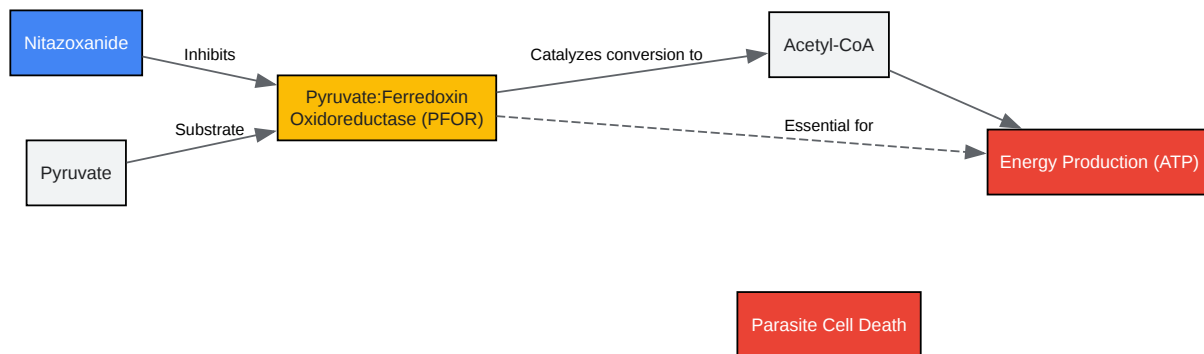 Nitazoxanide
Inhibits
Pyruvate:Ferredoxin
Oxidoreductase (PFOR)
Substrate
Pyruvate
Catalyzes conversion to
Acetyl-CoA
Essential for
Energy Production (ATP)
Parasite Cell Death